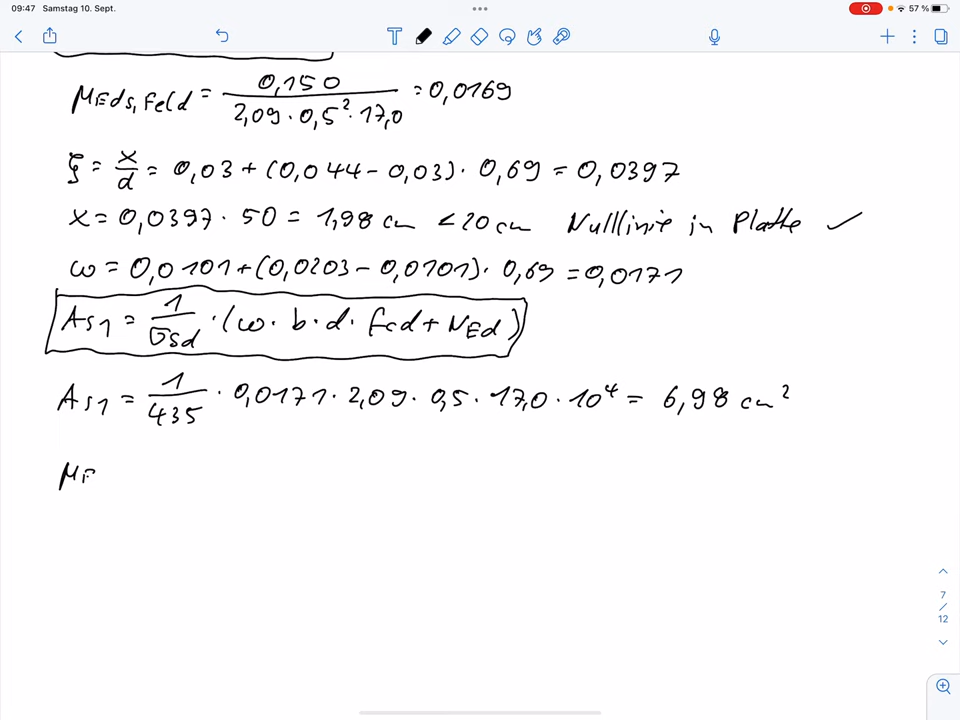 09:47 Samstag 10. Sept. 57 %
T
μEds,Feld = 0,150 / 2,09 · 0,5² · 17,0 = 0,0169
ξ = x/d = 0,03 + (0,044 - 0,03) · 0,69 = 0,0397
x = 0,0397 · 50 = 1,98 cm < 20 cm Nulllinie in Platte ✓
ω = 0,0101 + (0,0203 - 0,0101) · 0,69 = 0,0171
As1 = 1/σsd · (ω · b · d · fcd + NEd)
As1 = 1/435 · 0,0171 · 2,09 · 0,5 · 17,0 · 10⁴ = 6,98 cm²
μE
7
/
12